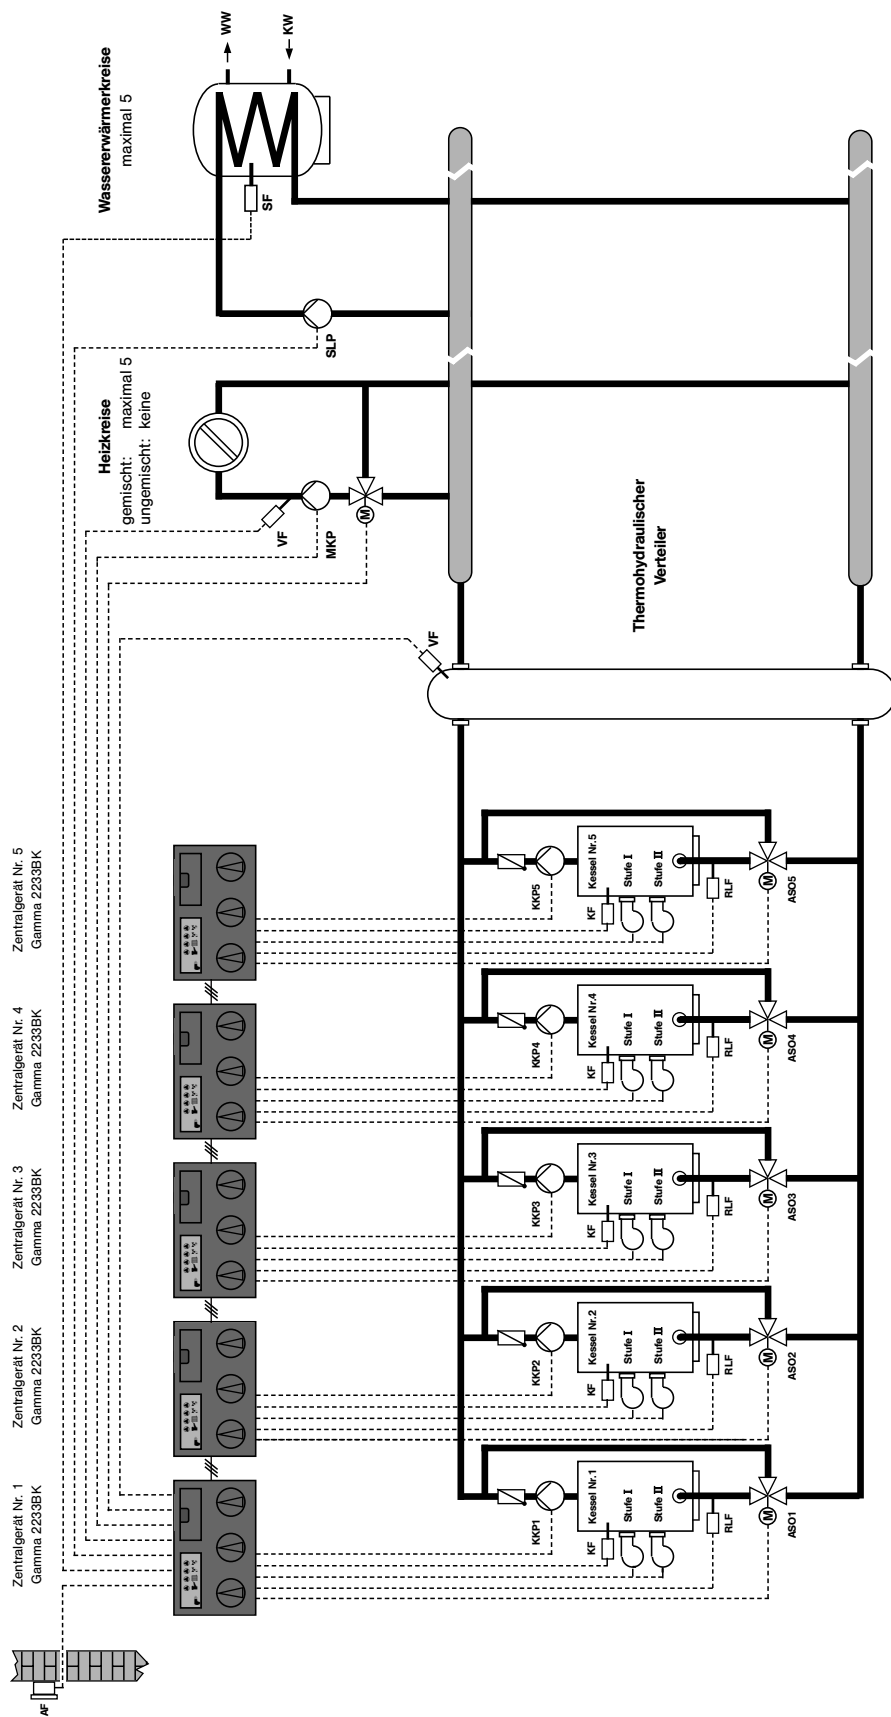 AF
Zentralgerät Nr. 1
Gamma 2233BK
Zentralgerät Nr. 2
Gamma 2233BK
Zentralgerät Nr. 3
Gamma 2233BK
Zentralgerät Nr. 4
Gamma 2233BK
Zentralgerät Nr. 5
Gamma 2233BK
Heizkreise
gemischt: maximal 5
ungemischt: keine
Wassererwärmerkreise
maximal 5
WW
KW
SF
SLP
VF
MKP
M
VF
Thermohydraulischer
Verteiler
KKP1
KF
Kessel Nr.1
Stufe I
Stufe II
RLF
M
ASO1
KKP2
KF
Kessel Nr.2
Stufe I
Stufe II
RLF
M
ASO2
KKP3
KF
Kessel Nr.3
Stufe I
Stufe II
RLF
M
ASO3
KKP4
KF
Kessel Nr.4
Stufe I
Stufe II
RLF
M
ASO4
KKP5
KF
Kessel Nr.5
Stufe I
Stufe II
RLF
M
ASO5